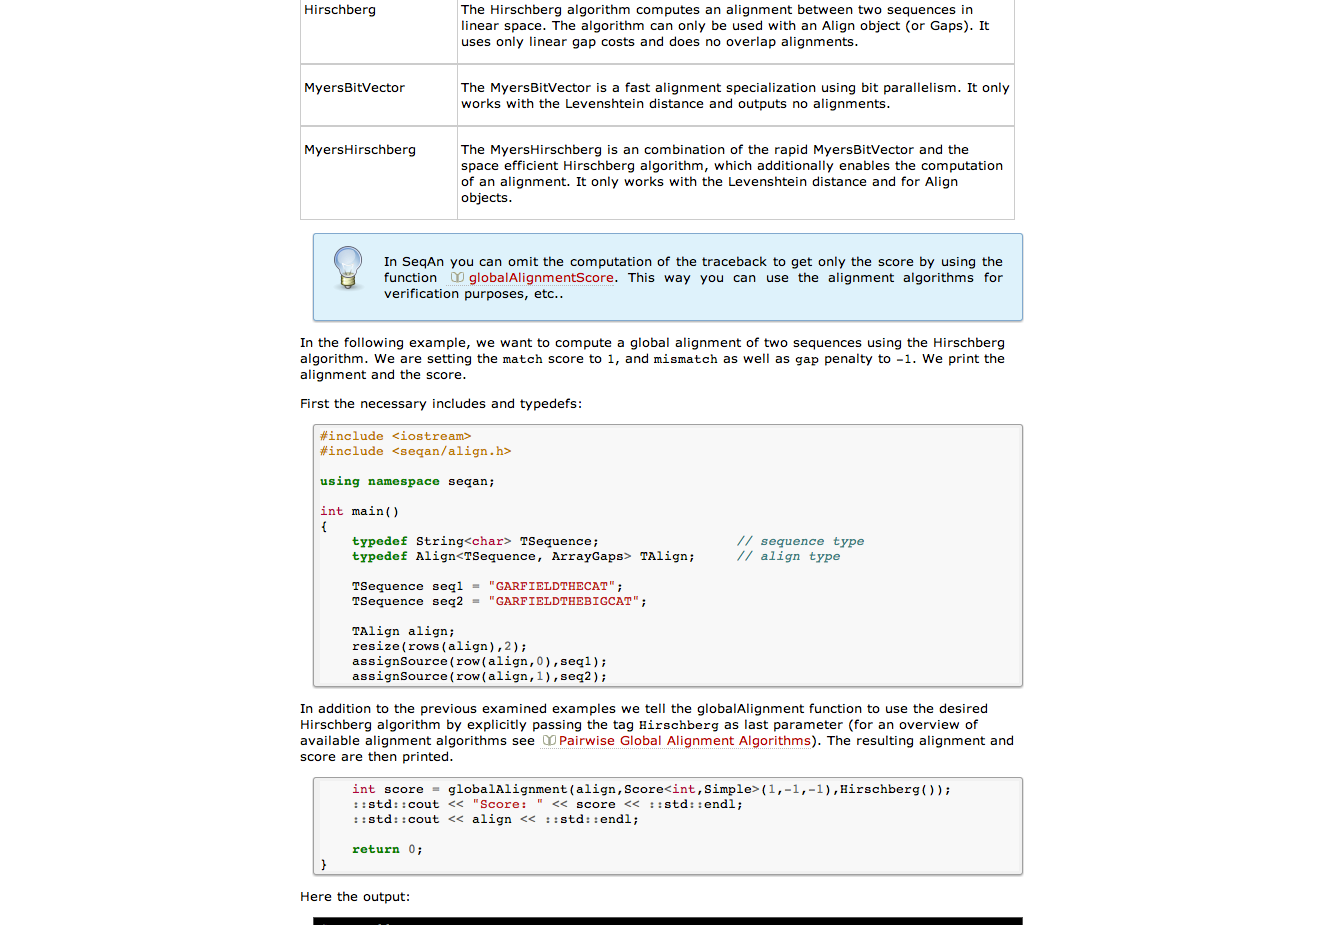 Hirschberg
The Hirschberg algorithm computes an alignment between two sequences in
linear space. The algorithm can only be used with an Align object (or Gaps). It
uses only linear gap costs and does no overlap alignments.
MyersBitVector
The MyersBitVector is a fast alignment specialization using bit parallelism. It only
works with the Levenshtein distance and outputs no alignments.
MyersHirschberg
The MyersHirschberg is an combination of the rapid MyersBitVector and the
space efficient Hirschberg algorithm, which additionally enables the computation
of an alignment. It only works with the Levenshtein distance and for Align
objects.
In SeqAn you can omit the computation of the traceback to get only the score by using the
function globalAlignmentScore. This way you can use the alignment algorithms for
verification purposes, etc..
In the following example, we want to compute a global alignment of two sequences using the Hirschberg
algorithm. We are setting the match score to 1, and mismatch as well as gap penalty to -1. We print the
alignment and the score.
First the necessary includes and typedefs:
#include <iostream>
#include <seqan/align.h>
using namespace seqan;
int main()
{
typedef String<char> TSequence; // sequence type
typedef Align<TSequence, ArrayGaps> TAlign; // align type
TSequence seq1 = "GARFIELDTHECAT";
TSequence seq2 = "GARFIELDTHEBIGCAT";
TAlign align;
resize(rows(align),2);
assignSource(row(align,0),seq1);
assignSource(row(align,1),seq2);
In addition to the previous examined examples we tell the globalAlignment function to use the desired
Hirschberg algorithm by explicitly passing the tag Hirschberg as last parameter (for an overview of
available alignment algorithms see Pairwise Global Alignment Algorithms). The resulting alignment and
score are then printed.
int score = globalAlignment(align,Score<int,Simple>(1,-1,-1),Hirschberg());
::std::cout << "Score: " << score << ::std::endl;
::std::cout << align << ::std::endl;
return 0;
}
Here the output: